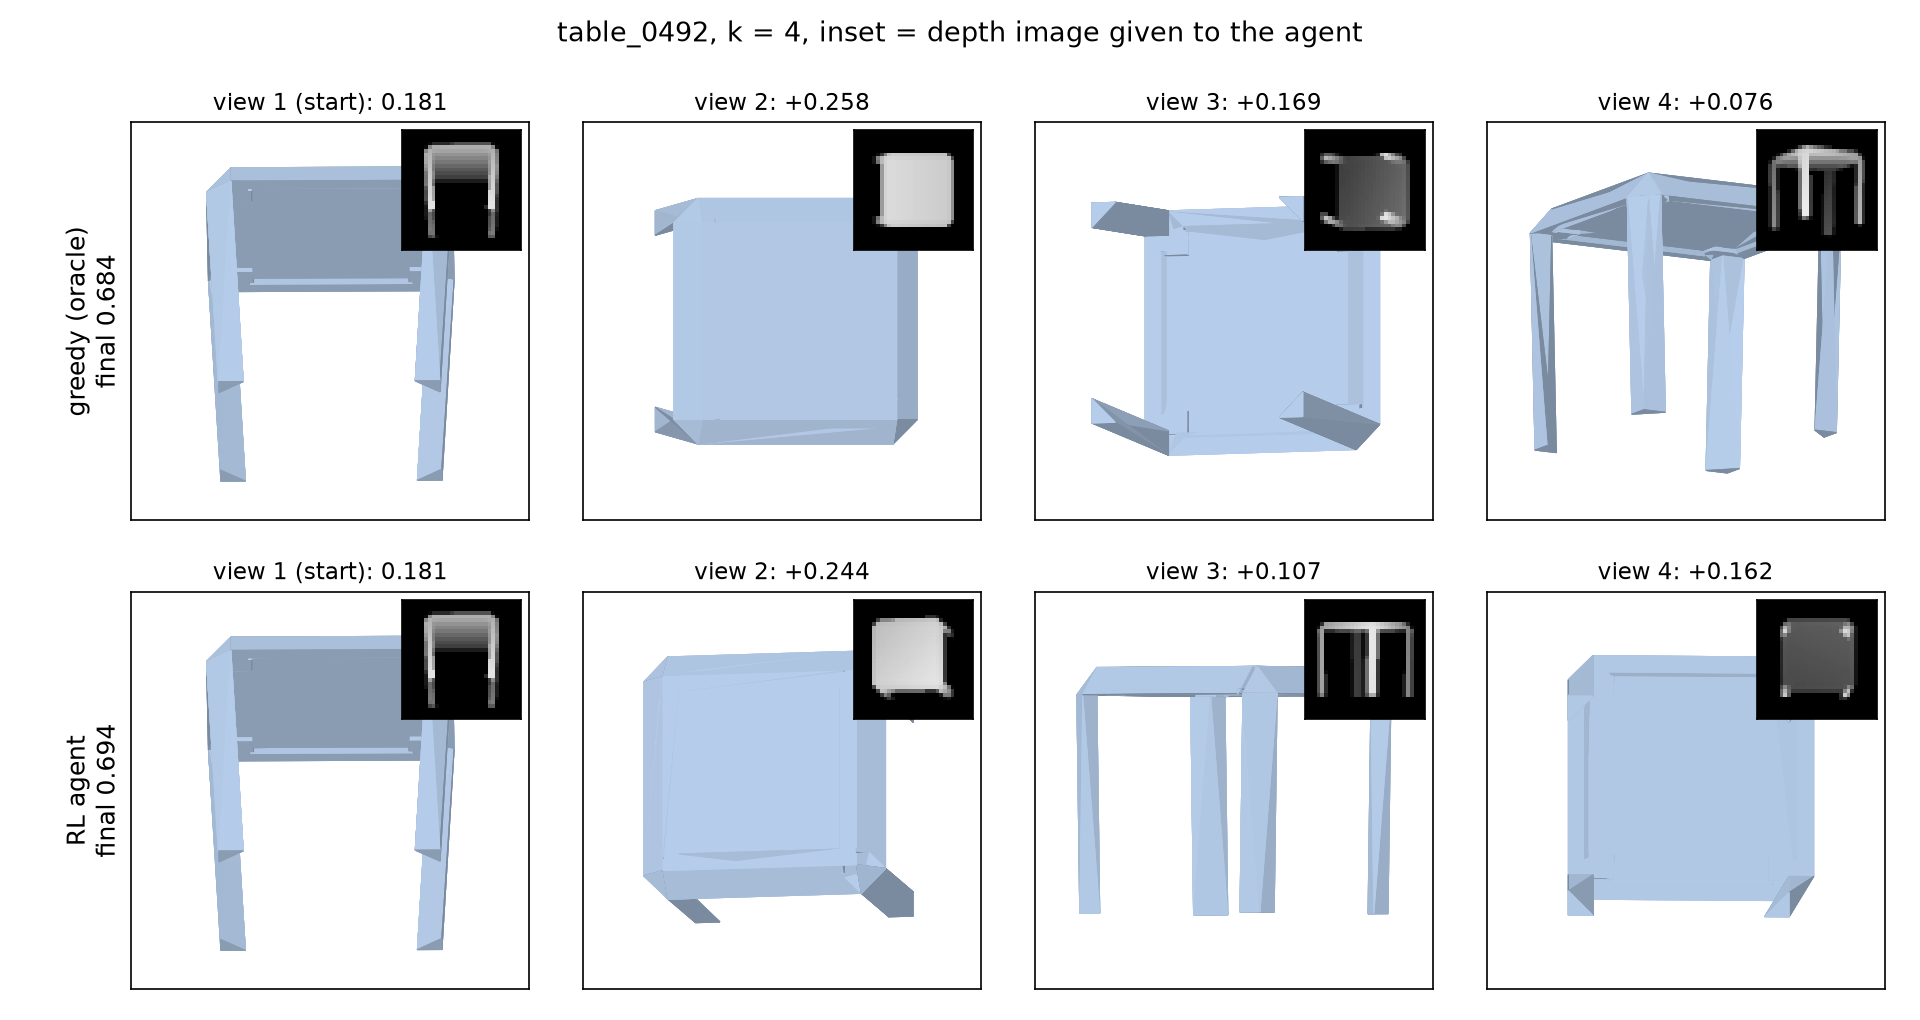 table_0492, k = 4, inset = depth image given to the agent
view 1 (start): 0.181
view 2: +0.258
view 3: +0.169
view 4: +0.076
greedy (oracle)
final 0.684
view 1 (start): 0.181
view 2: +0.244
view 3: +0.107
view 4: +0.162
RL agent
final 0.694